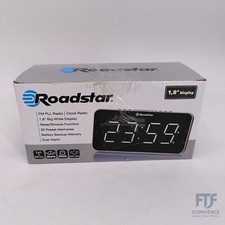 Roadstar
1,8" Display
FM PLL Radio | Clock Radio
1,8" Big White Display
Sleep/Snooze Function
20 Preset Memories
Battery Backup Memory
Dual Alarm
Roadstar
23:59
FTF
COMMERCE